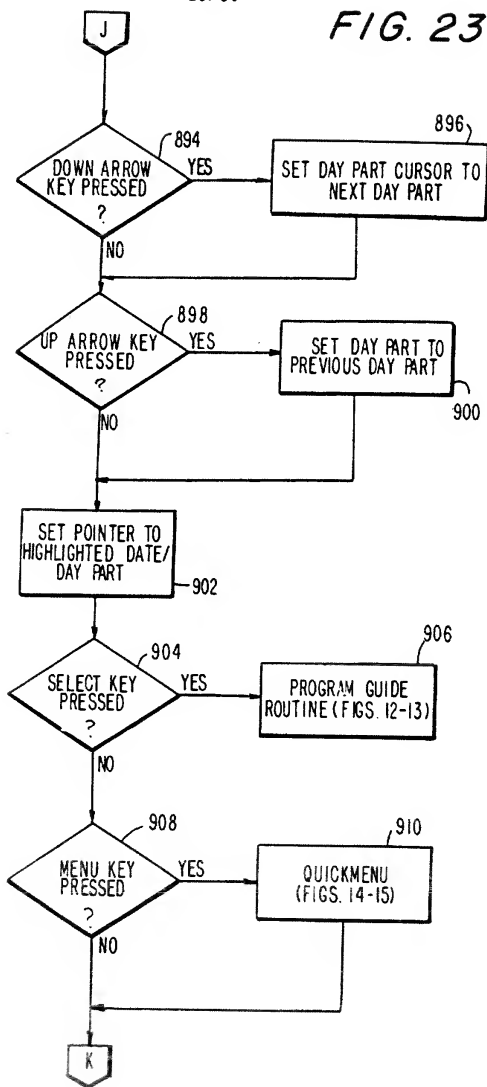 FIG. 23
J
894
DOWN ARROW
KEY PRESSED
?
YES
NO
896
SET DAY PART CURSOR TO
NEXT DAY PART
898
UP ARROW KEY
PRESSED
?
YES
NO
SET DAY PART TO
PREVIOUS DAY PART
900
SET POINTER TO
HIGHLIGHTED DATE/
DAY PART
902
904
SELECT KEY
PRESSED
?
YES
NO
906
PROGRAM GUIDE
ROUTINE (FIGS. 12-13)
908
MENU KEY
PRESSED
?
YES
NO
910
QUICKMENU
(FIGS. 14-15)
K